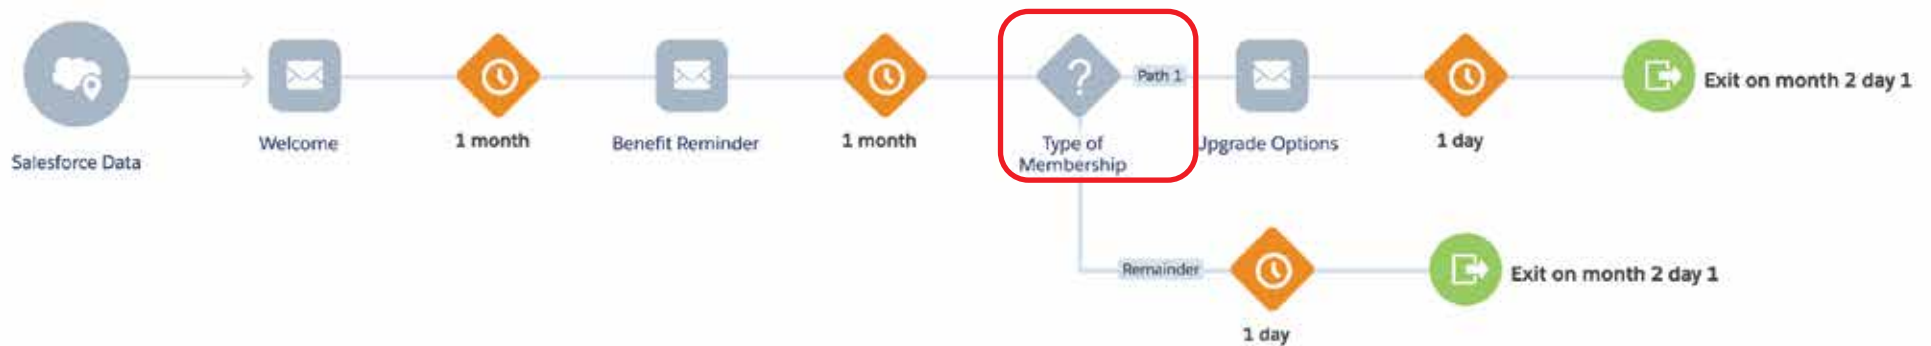 Salesforce Data
Welcome
1 month
Benefit Reminder
1 month
?
Type of
Membership
Path 1
Upgrade Options
1 day
Exit on month 2 day 1
Remainder
1 day
Exit on month 2 day 1